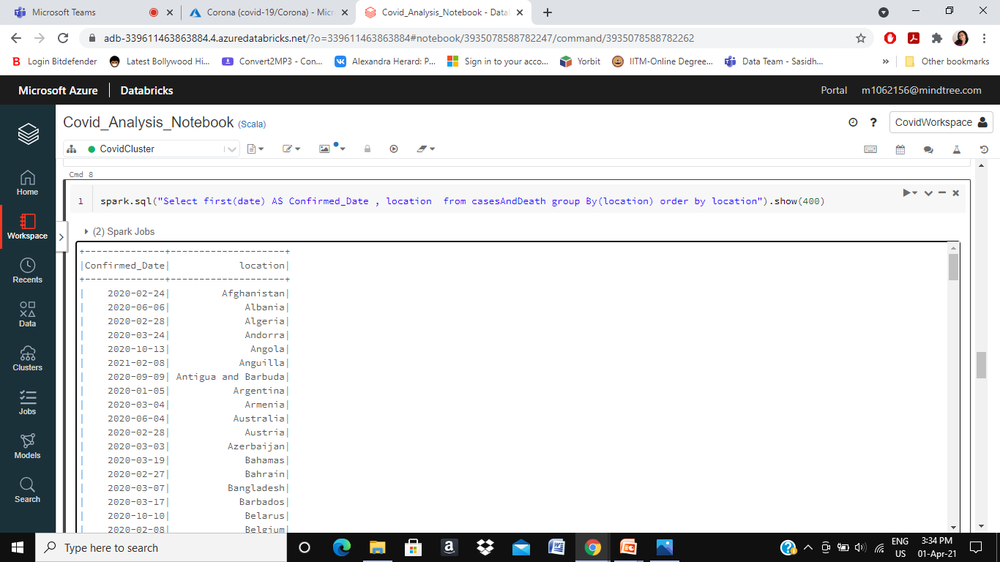 Microsoft Teams
Corona (covid-19/Corona) - Micr
Covid_Analysis_Notebook - Data
adb-339611463863884.4.azuredatabricks.net/?o=339611463863884#notebook/3935078588782247/command/3935078588782262
B Login Bitdefender Latest Bollywood Hi... Convert2MP3 - Con... Alexandra Herard: P... Sign in to your acco... Yorbit IITM-Online Degree... Data Team - Sasidh... » Other bookmarks
Microsoft Azure | Databricks Portal m1062156@mindtree.com
Covid_Analysis_Notebook (Scala) ? CovidWorkspace
CovidCluster
Home
Workspace
Recents
Data
Clusters
Jobs
Models
Search
Cmd 8
1 spark.sql("Select first(date) AS Confirmed_Date , location  from casesAndDeath group By(location) order by location").show(400)
(2) Spark Jobs
+--------------+--------------------+
|Confirmed_Date|            location|
+--------------+--------------------+
|    2020-02-24|         Afghanistan|
|    2020-06-06|             Albania|
|    2020-02-28|             Algeria|
|    2020-03-24|             Andorra|
|    2020-10-13|              Angola|
|    2021-02-08|            Anguilla|
|    2020-09-09| Antigua and Barbuda|
|    2020-01-05|           Argentina|
|    2020-03-04|             Armenia|
|    2020-06-04|           Australia|
|    2020-02-28|             Austria|
|    2020-03-03|          Azerbaijan|
|    2020-03-19|             Bahamas|
|    2020-02-27|             Bahrain|
|    2020-03-07|          Bangladesh|
|    2020-03-17|            Barbados|
|    2020-10-10|             Belarus|
|    2020-02-08|             Belgium|
Type here to search
ENG
US
3:34 PM
01-Apr-21